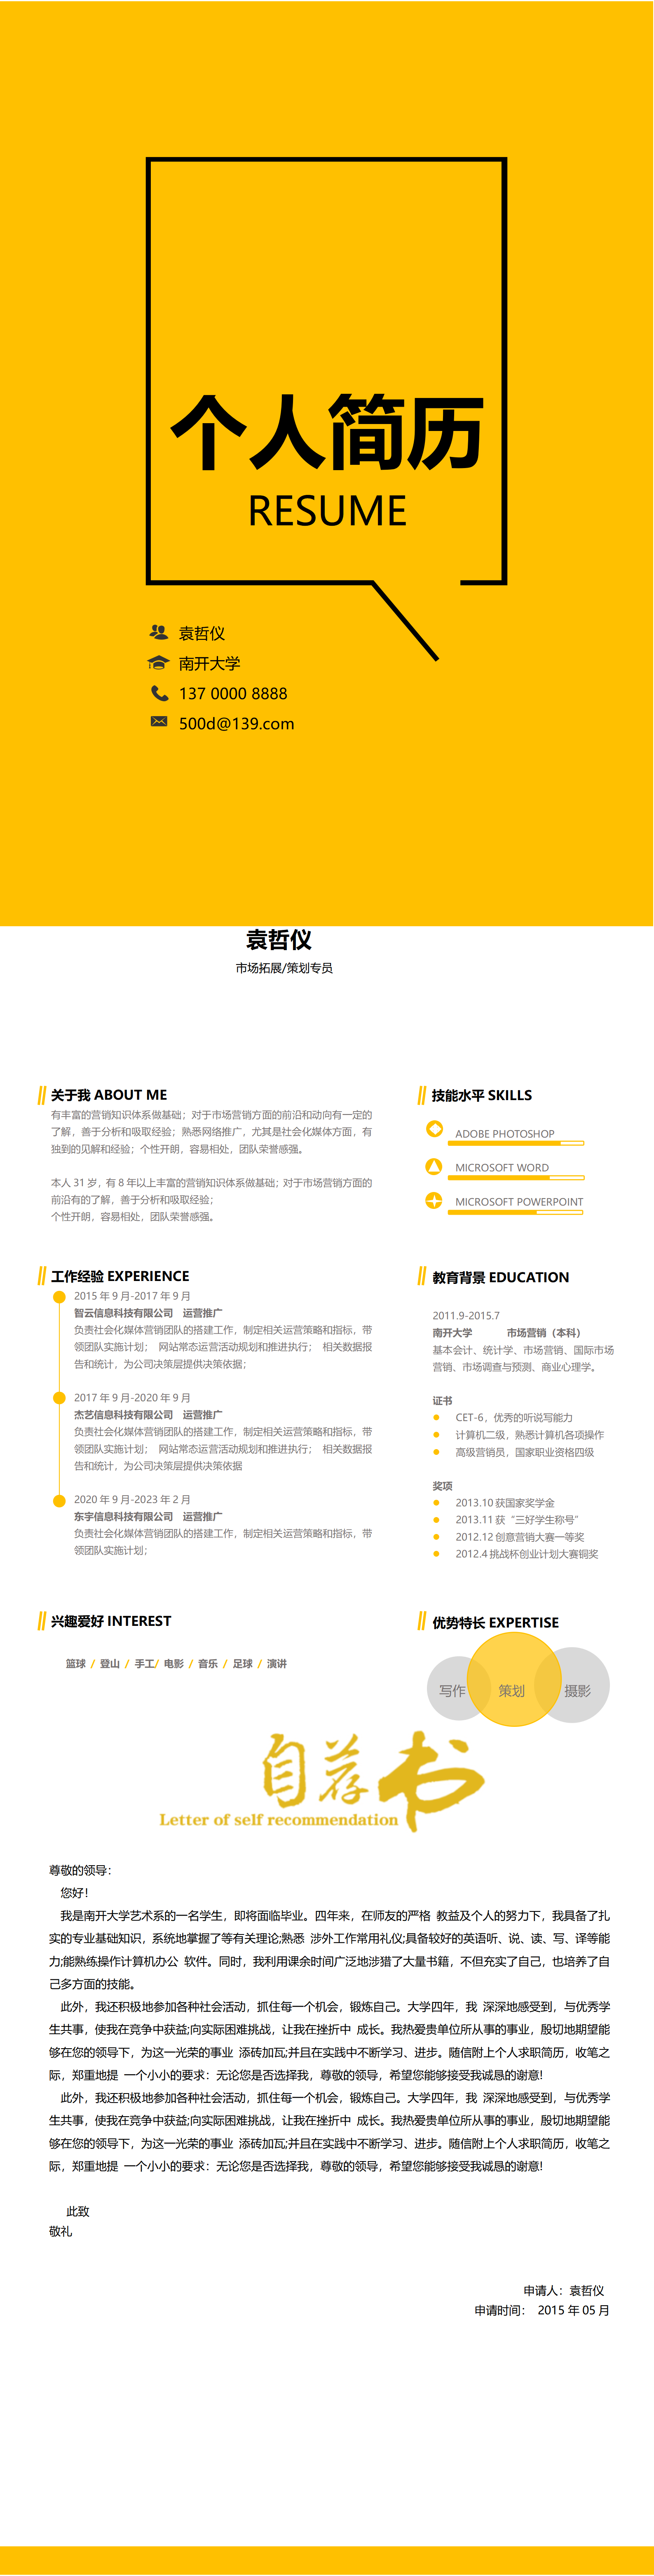 个人简历
RESUME
袁哲仪
南开大学
137 0000 8888
500d@139.com
袁哲仪
市场拓展/策划专员
关于我 ABOUT ME
有丰富的营销知识体系做基础；对于市场营销方面的前沿和动向有一定的
了解，善于分析和吸取经验；熟悉网络推广，尤其是社会化媒体方面，有
独到的见解和经验；个性开朗，容易相处，团队荣誉感强。
本人 31 岁，有 8 年以上丰富的营销知识体系做基础；对于市场营销方面的
前沿有的了解，善于分析和吸取经验；
个性开朗，容易相处，团队荣誉感强。
技能水平 SKILLS
ADOBE PHOTOSHOP
MICROSOFT WORD
MICROSOFT POWERPOINT
工作经验 EXPERIENCE
2015 年 9 月-2017 年 9 月
智云信息科技有限公司 运营推广
负责社会化媒体营销团队的搭建工作，制定相关运营策略和指标，带
领团队实施计划； 网站常态运营活动规划和推进执行； 相关数据报
告和统计，为公司决策层提供决策依据；
2017 年 9 月-2020 年 9 月
杰艺信息科技有限公司 运营推广
负责社会化媒体营销团队的搭建工作，制定相关运营策略和指标，带
领团队实施计划； 网站常态运营活动规划和推进执行； 相关数据报
告和统计，为公司决策层提供决策依据
2020 年 9 月-2023 年 2 月
东宇信息科技有限公司 运营推广
负责社会化媒体营销团队的搭建工作，制定相关运营策略和指标，带
领团队实施计划；
教育背景 EDUCATION
2011.9-2015.7
南开大学 市场营销（本科）
基本会计、统计学、市场营销、国际市场
营销、市场调查与预测、商业心理学。
证书
CET-6，优秀的听说写能力
计算机二级，熟悉计算机各项操作
高级营销员，国家职业资格四级
奖项
2013.10 获国家奖学金
2013.11 获“三好学生称号”
2012.12 创意营销大赛一等奖
2012.4 挑战杯创业计划大赛铜奖
兴趣爱好 INTEREST
篮球 / 登山 / 手工/ 电影 / 音乐 / 足球 / 演讲
优势特长 EXPERTISE
写作 策划 摄影
自荐书
Letter of self recommendation
尊敬的领导：
您好！
我是南开大学艺术系的一名学生，即将面临毕业。四年来，在师友的严格 教益及个人的努力下，我具备了扎
实的专业基础知识，系统地掌握了等有关理论;熟悉 涉外工作常用礼仪;具备较好的英语听、说、读、写、译等能
力;能熟练操作计算机办公 软件。同时，我利用课余时间广泛地涉猎了大量书籍，不但充实了自己，也培养了自
己多方面的技能。
此外，我还积极地参加各种社会活动，抓住每一个机会，锻炼自己。大学四年，我 深深地感受到，与优秀学
生共事，使我在竞争中获益;向实际困难挑战，让我在挫折中 成长。我热爱贵单位所从事的事业，殷切地期望能
够在您的领导下，为这一光荣的事业 添砖加瓦;并且在实践中不断学习、进步。随信附上个人求职简历，收笔之
际，郑重地提 一个小小的要求：无论您是否选择我，尊敬的领导，希望您能够接受我诚恳的谢意!
此外，我还积极地参加各种社会活动，抓住每一个机会，锻炼自己。大学四年，我 深深地感受到，与优秀学
生共事，使我在竞争中获益;向实际困难挑战，让我在挫折中 成长。我热爱贵单位所从事的事业，殷切地期望能
够在您的领导下，为这一光荣的事业 添砖加瓦;并且在实践中不断学习、进步。随信附上个人求职简历，收笔之
际，郑重地提 一个小小的要求：无论您是否选择我，尊敬的领导，希望您能够接受我诚恳的谢意!
此致
敬礼
申请人：袁哲仪
申请时间： 2015 年 05 月